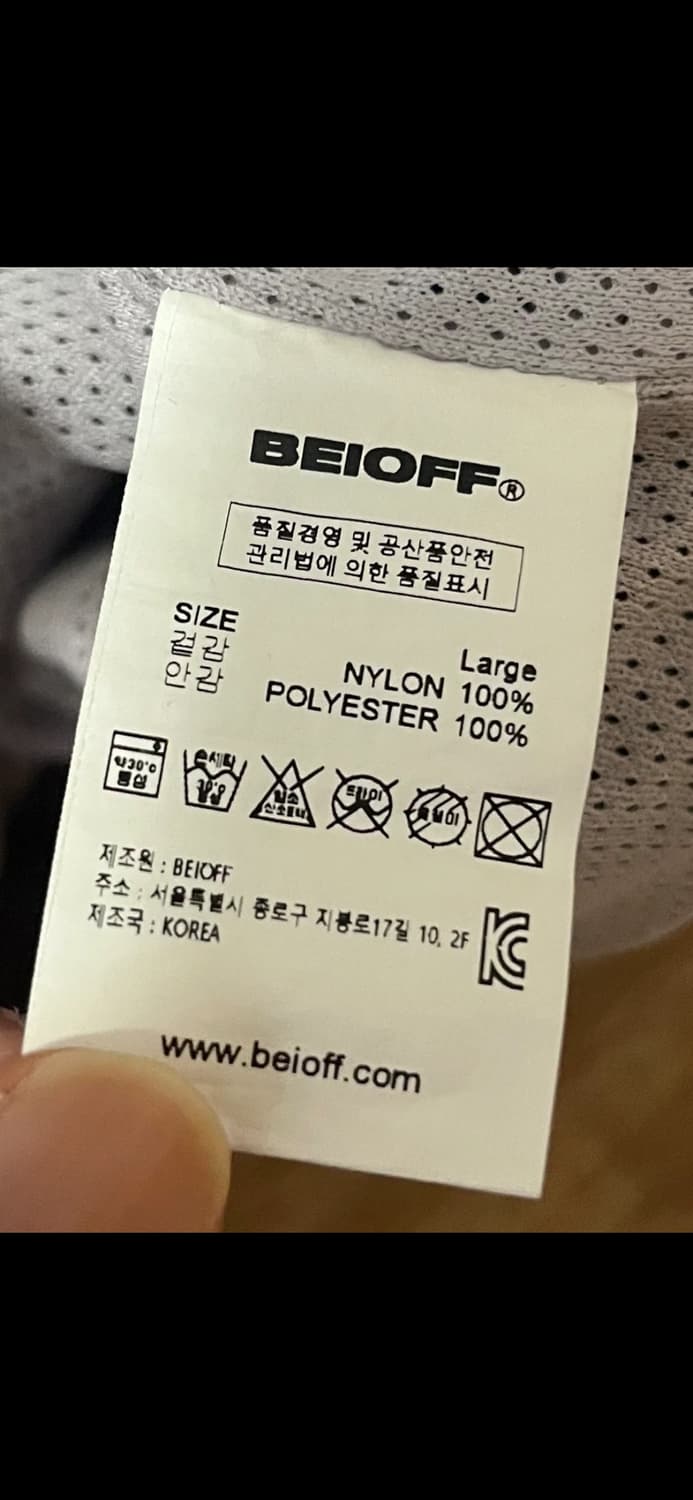 BEIOFF®
품질경영 및 공산품안전
관리법에 의한 품질표시
SIZE Large
겉감 NYLON 100%
안감 POLYESTER 100%
약30℃
중성
손세탁
30℃
중성
염소
산소표백
드라이
제조원 : BEIOFF
주소 : 서울특별시 종로구 지봉로17길 10, 2F
제조국 : KOREA
KC
www.beioff.com